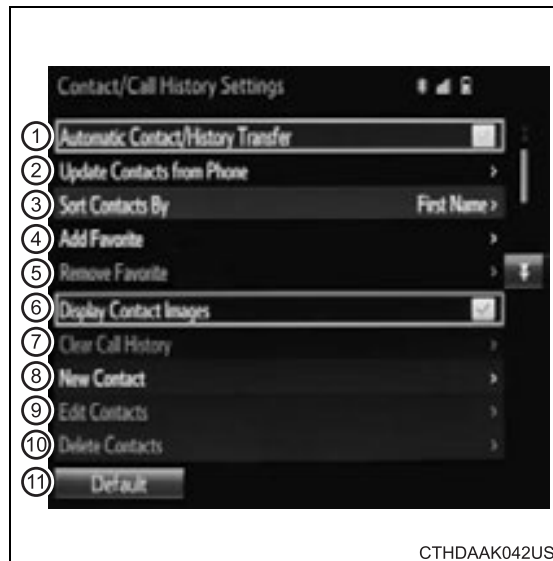 Contact/Call History Settings
1 Automatic Contact/History Transfer
2 Update Contacts from Phone >
3 Sort Contacts By First Name >
4 Add Favorite >
5 Remove Favorite >
6 Display Contact Images
7 Clear Call History >
8 New Contact >
9 Edit Contacts >
10 Delete Contacts >
11 Default
CTHDAAK042US